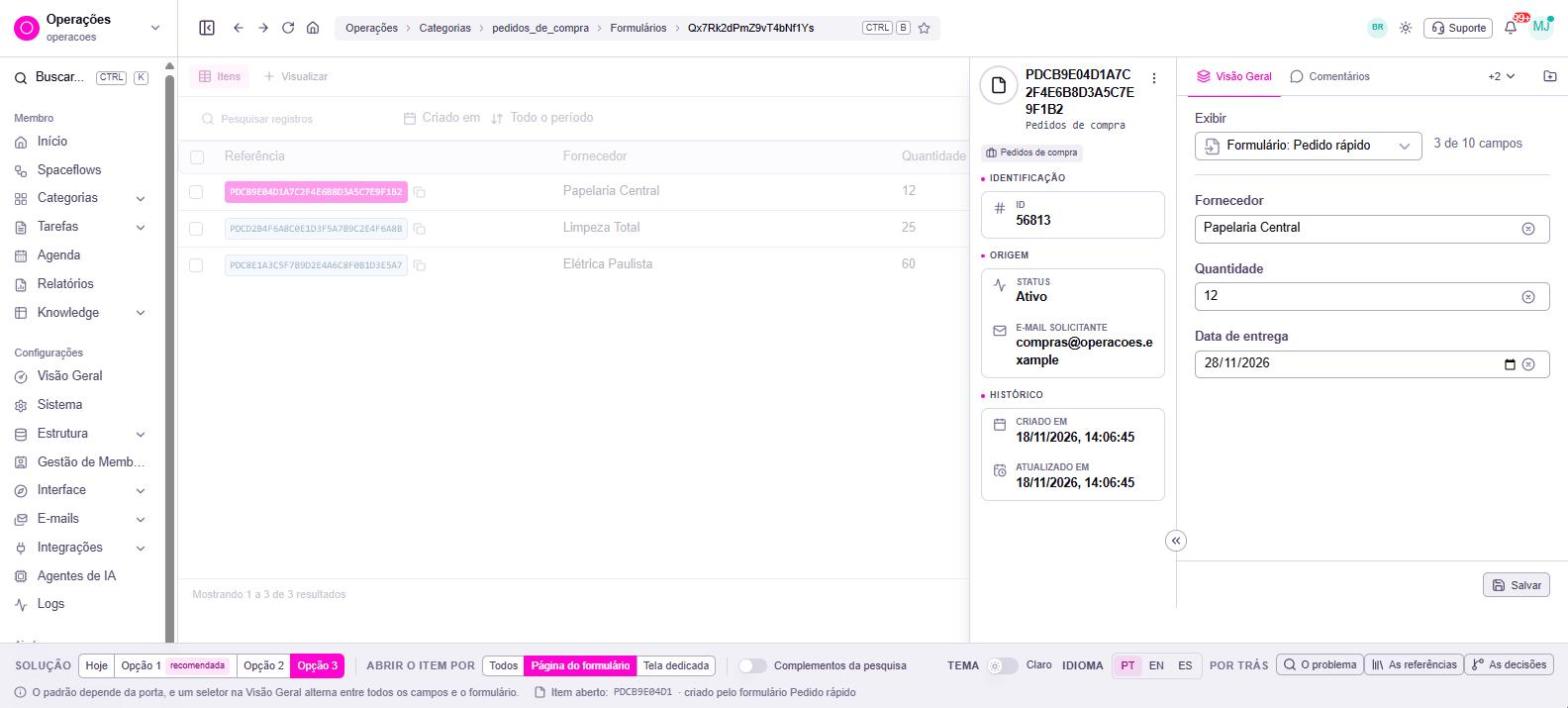 Operações
operacoes
Operações > Categorias > pedidos_de_compra > Formulários > Qx7Rk2dPmZ9vT4bNf1Ys CTRL B
BR
Suporte
99+
MJ
Buscar... CTRL K
Membro
Início
Spaceflows
Categorias
Tarefas
Agenda
Relatórios
Knowledge
Configurações
Visão Geral
Sistema
Estrutura
Gestão de Memb...
Interface
E-mails
Integrações
Agentes de IA
Logs
Itens
Visualizar
Pesquisar registros
Criado em
Todo o período
Referência Fornecedor Quantidade
PDCB9E04D1A7C2F4E6B8D3A5C7E9F1B2 Papelaria Central 12
PDCD2B4F6A8C0E1D3F5A7B9C2E4F6A8B Limpeza Total 25
PDC8E1A3C5F7B9D2E4A6C8F0B1D3E5A7 Elétrica Paulista 60
Mostrando 1 a 3 de 3 resultados
PDCB9E04D1A7C
2F4E6B8D3A5C7E
9F1B2
Pedidos de compra
Pedidos de compra
IDENTIFICAÇÃO
ID
56813
ORIGEM
STATUS
Ativo
E-MAIL SOLICITANTE
compras@operacoes.e
xample
HISTÓRICO
CRIADO EM
18/11/2026, 14:06:45
ATUALIZADO EM
18/11/2026, 14:06:45
Visão Geral
Comentários
+2
Exibir
Formulário: Pedido rápido
3 de 10 campos
Fornecedor
Papelaria Central
Quantidade
12
Data de entrega
28/11/2026
Salvar
SOLUÇÃO Hoje Opção 1 recomendada Opção 2 Opção 3 ABRIR O ITEM POR Todos Página do formulário Tela dedicada Complementos da pesquisa TEMA Claro IDIOMA PT EN ES POR TRÁS O problema As referências As decisões
O padrão depende da porta, e um seletor na Visão Geral alterna entre todos os campos e o formulário. Item aberto: PDCB9E04D1 · criado pelo formulário Pedido rápido